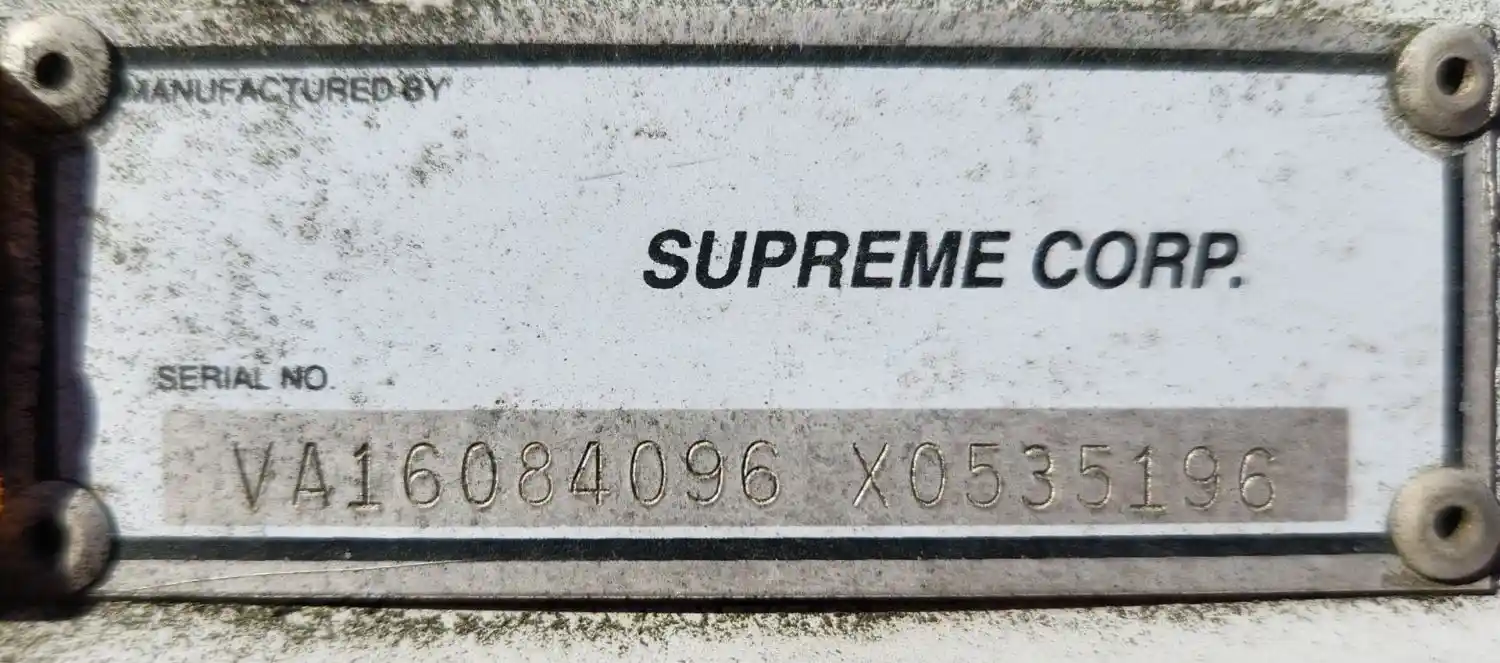 MANUFACTURED BY
SUPREME CORP.
SERIAL NO.
VA16084096 X0535196